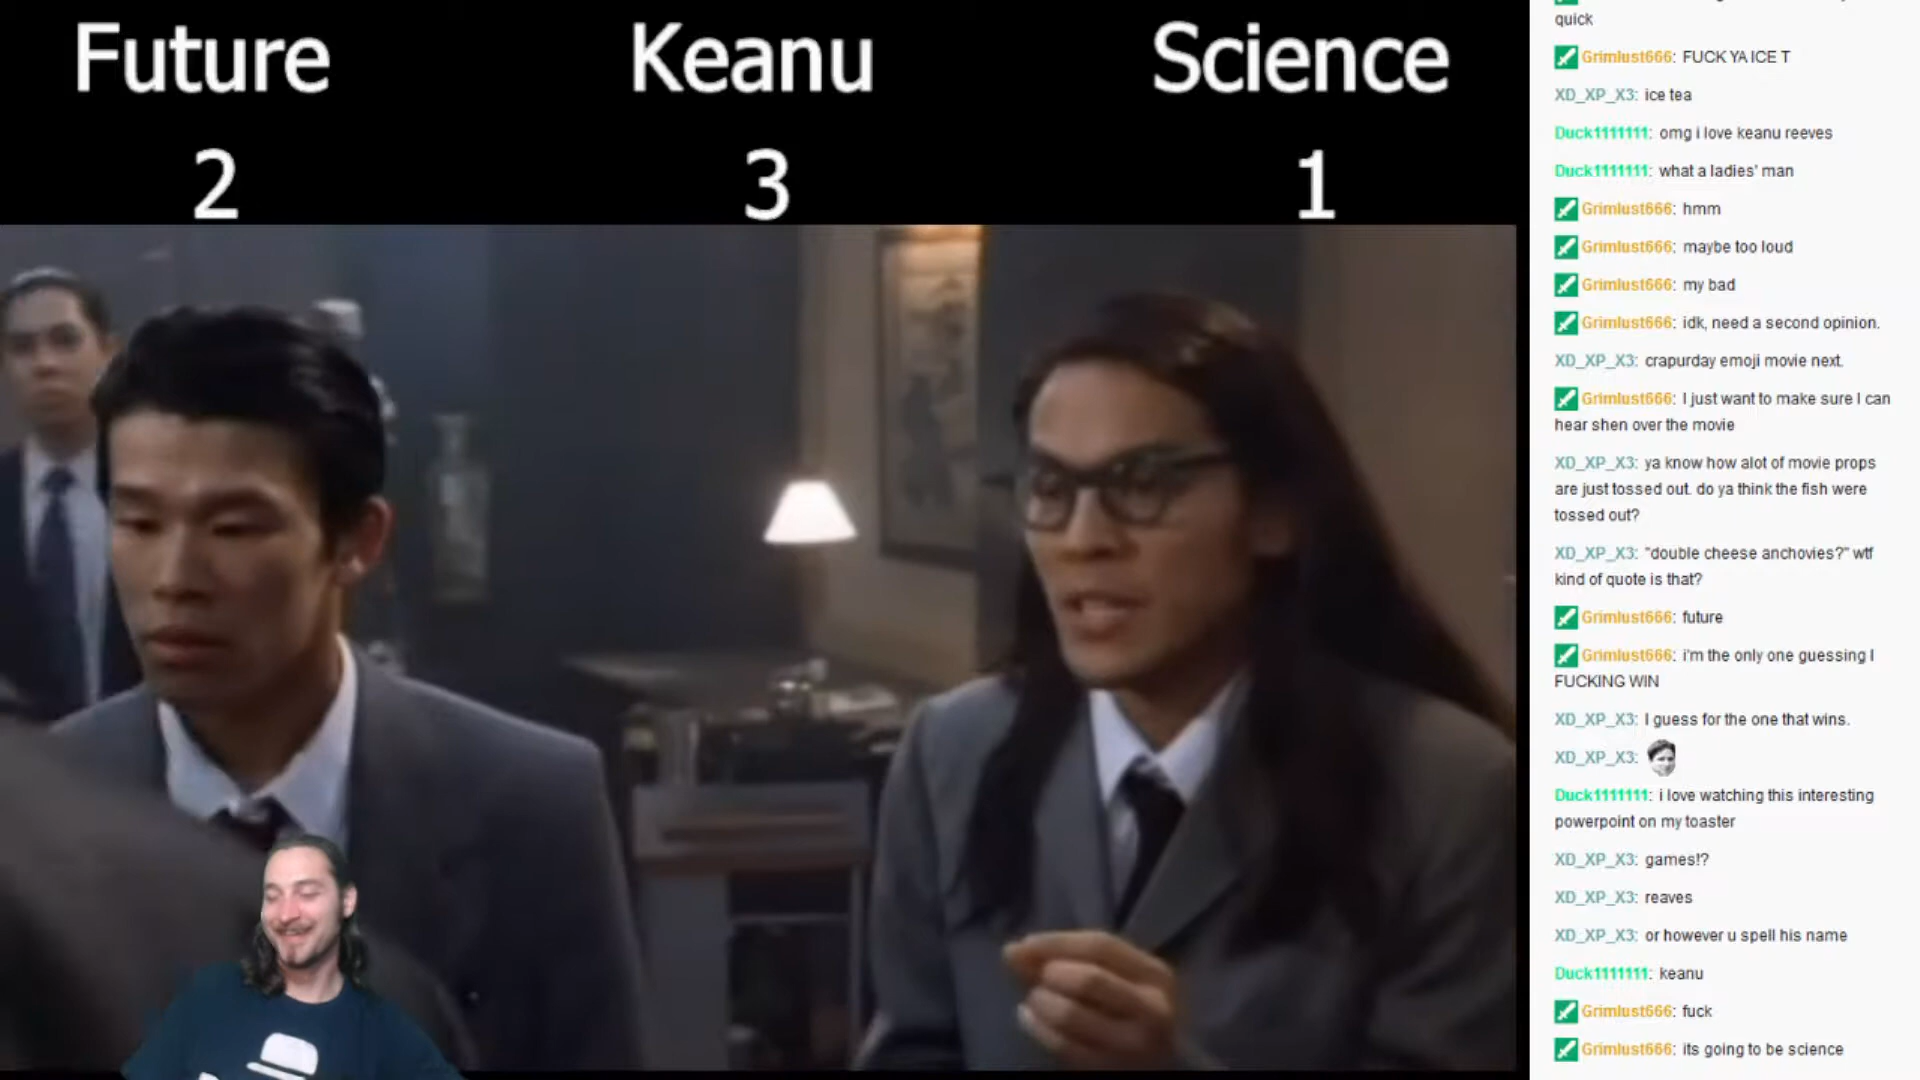 Future Keanu Science
2 3 1
quick
Grimlust666: FUCK YA ICE T
XD_XP_X3: ice tea
Duck1111111: omg i love keanu reeves
Duck1111111: what a ladies' man
Grimlust666: hmm
Grimlust666: maybe too loud
Grimlust666: my bad
Grimlust666: idk, need a second opinion.
XD_XP_X3: crapurday emoji movie next.
Grimlust666: I just want to make sure I can
hear shen over the movie
XD_XP_X3: ya know how alot of movie props
are just tossed out. do ya think the fish were
tossed out?
XD_XP_X3: "double cheese anchovies?" wtf
kind of quote is that?
Grimlust666: future
Grimlust666: i'm the only one guessing I
FUCKING WIN
XD_XP_X3: I guess for the one that wins.
XD_XP_X3:
Duck1111111: i love watching this interesting
powerpoint on my toaster
XD_XP_X3: games!?
XD_XP_X3: reaves
XD_XP_X3: or however u spell his name
Duck1111111: keanu
Grimlust666: fuck
Grimlust666: its going to be science